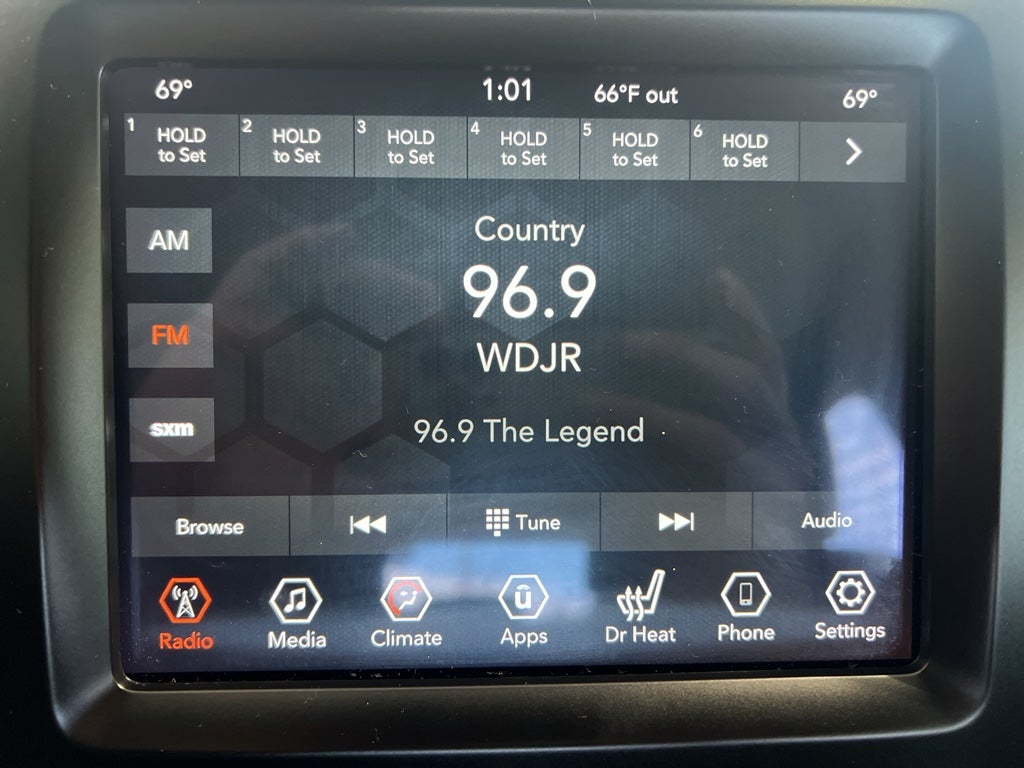 69° 1:01 66°F out 69°
1 HOLD to Set 2 HOLD to Set 3 HOLD to Set 4 HOLD to Set 5 HOLD to Set 6 HOLD to Set
Country
AM
96.9
FM
WDJR
sxm
96.9 The Legend
Browse Tune Audio
û
Radio Media Climate Apps Dr Heat Phone Settings